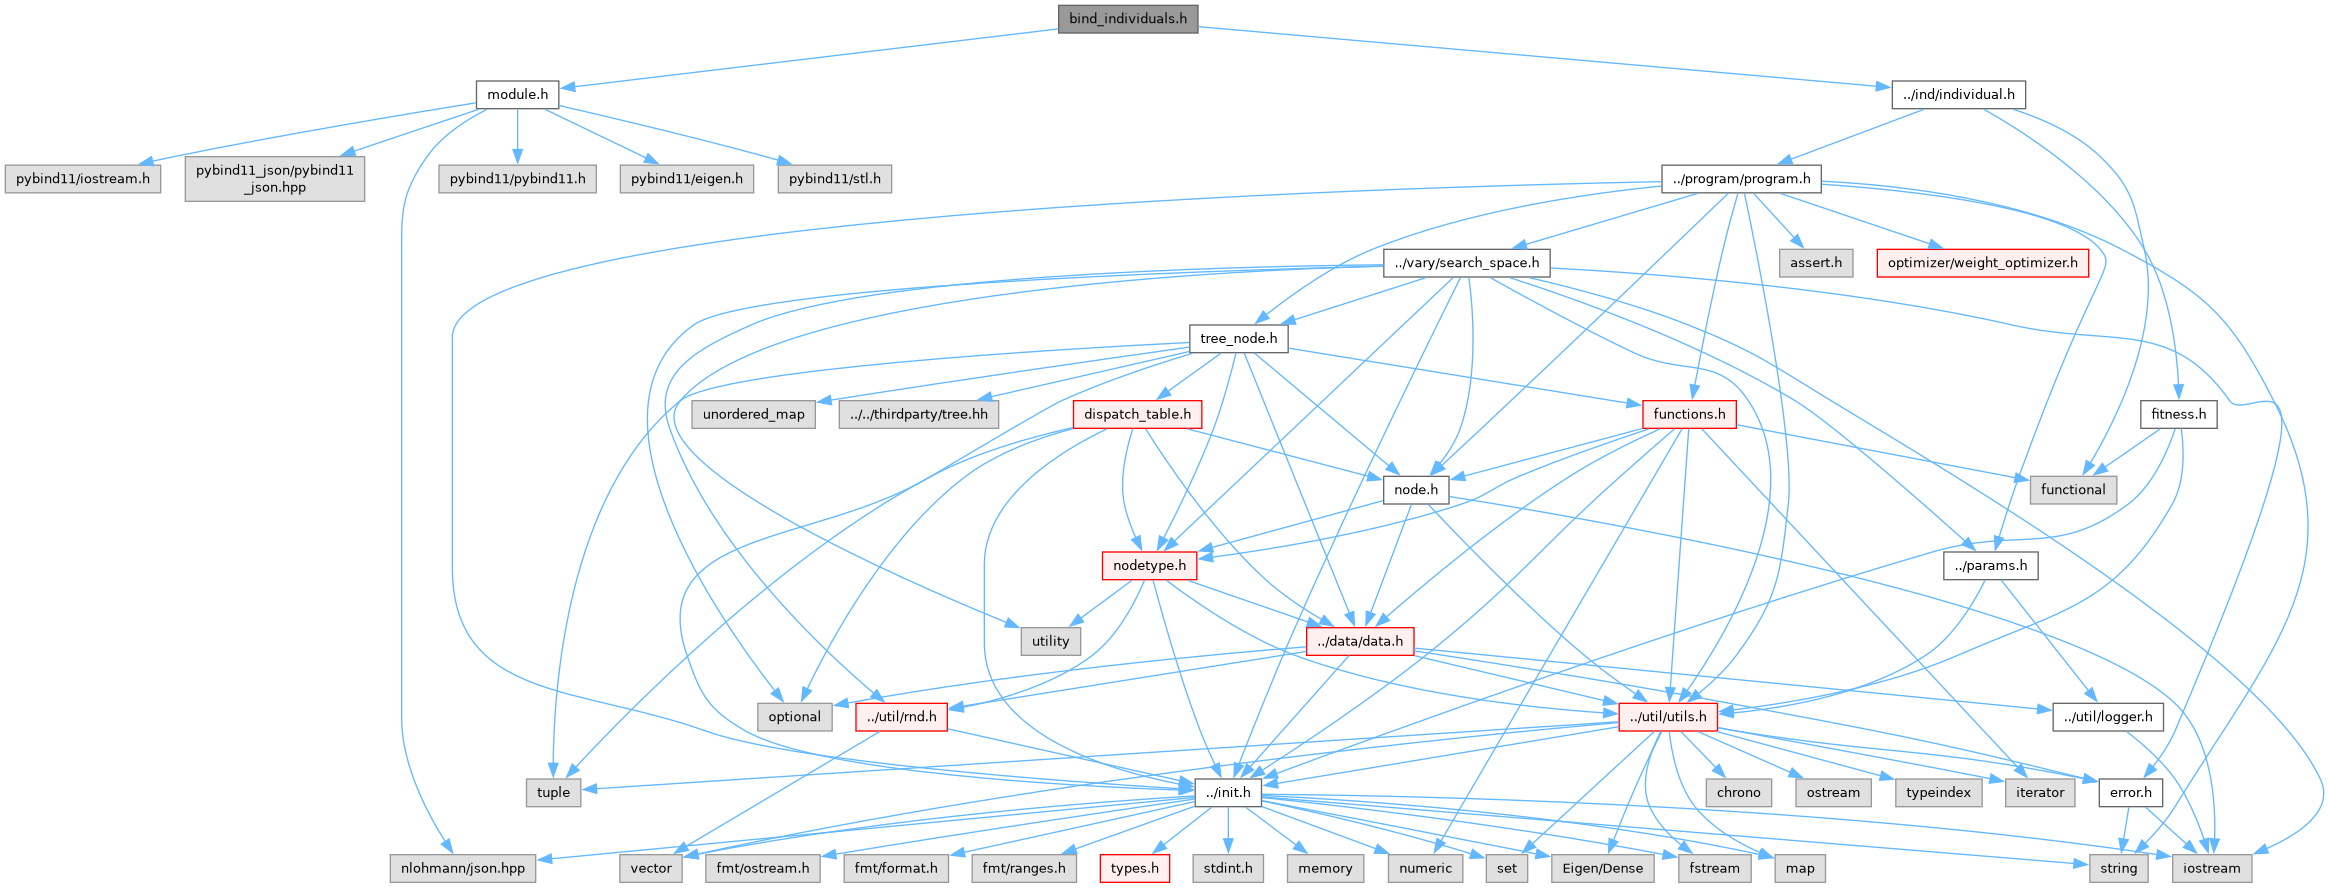 bind_individuals.h
module.h
../ind/individual.h
pybind11/iostream.h
pybind11_json/pybind11
_json.hpp
pybind11/pybind11.h
pybind11/eigen.h
pybind11/stl.h
../program/program.h
../vary/search_space.h
assert.h
optimizer/weight_optimizer.h
tree_node.h
unordered_map
../../thirdparty/tree.hh
dispatch_table.h
functions.h
fitness.h
node.h
functional
nodetype.h
../params.h
utility
../data/data.h
optional
../util/rnd.h
../util/utils.h
../util/logger.h
tuple
../init.h
chrono
ostream
typeindex
iterator
error.h
nlohmann/json.hpp
vector
fmt/ostream.h
fmt/format.h
fmt/ranges.h
types.h
stdint.h
memory
numeric
set
Eigen/Dense
fstream
map
string
iostream